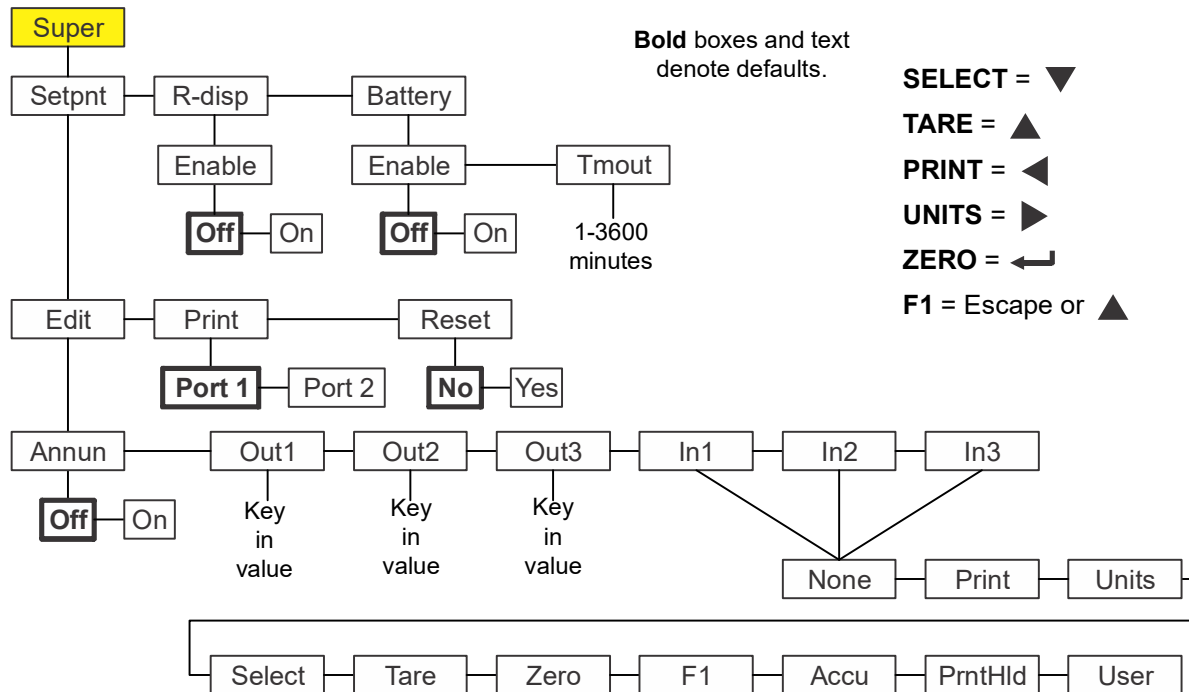 Super
Bold boxes and text
denote defaults.
SELECT =
TARE =
PRINT =
UNITS =
ZERO =
F1 = Escape or
Setpnt R-disp Battery
Enable Enable Tmout
Off On Off On 1-3600
minutes
Edit Print Reset
Port 1 Port 2 No Yes
Annun Out1 Out2 Out3 In1 In2 In3
Off On
Key
in
value
Key
in
value
Key
in
value
None Print Units
Select Tare Zero F1 Accu PrntHld User